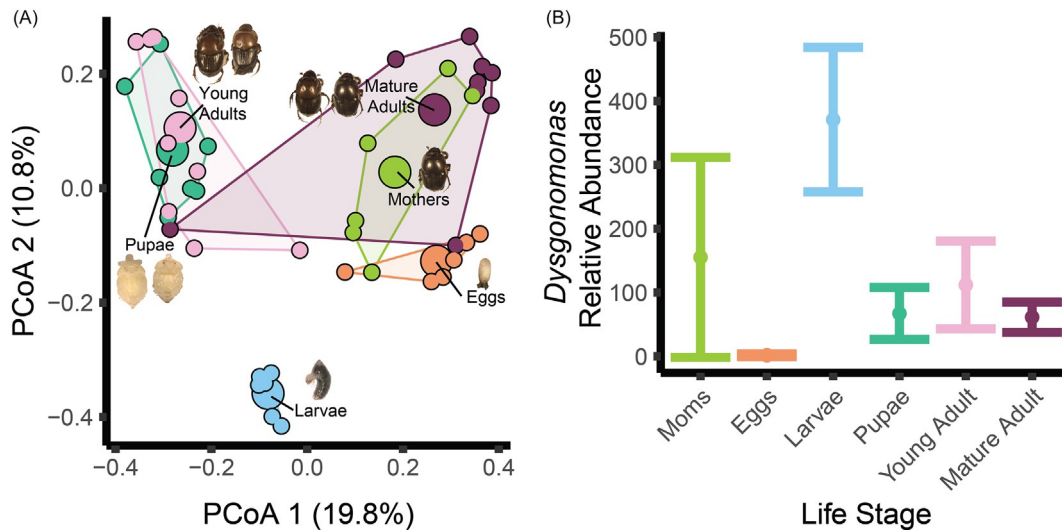 (A)
PCoA 2 (10.8%)
0.2
0.0
−0.2
−0.4
Young
Adults
Mature
Adults
Mothers
Pupae
Eggs
Larvae
−0.4
−0.2
0.0
0.2
0.4
PCoA 1 (19.8%)
(B)
Dysgonomonas
Relative Abundance
500
400
300
200
100
0
Moms
Eggs
Larvae
Pupae
Young Adult
Mature Adult
Life Stage